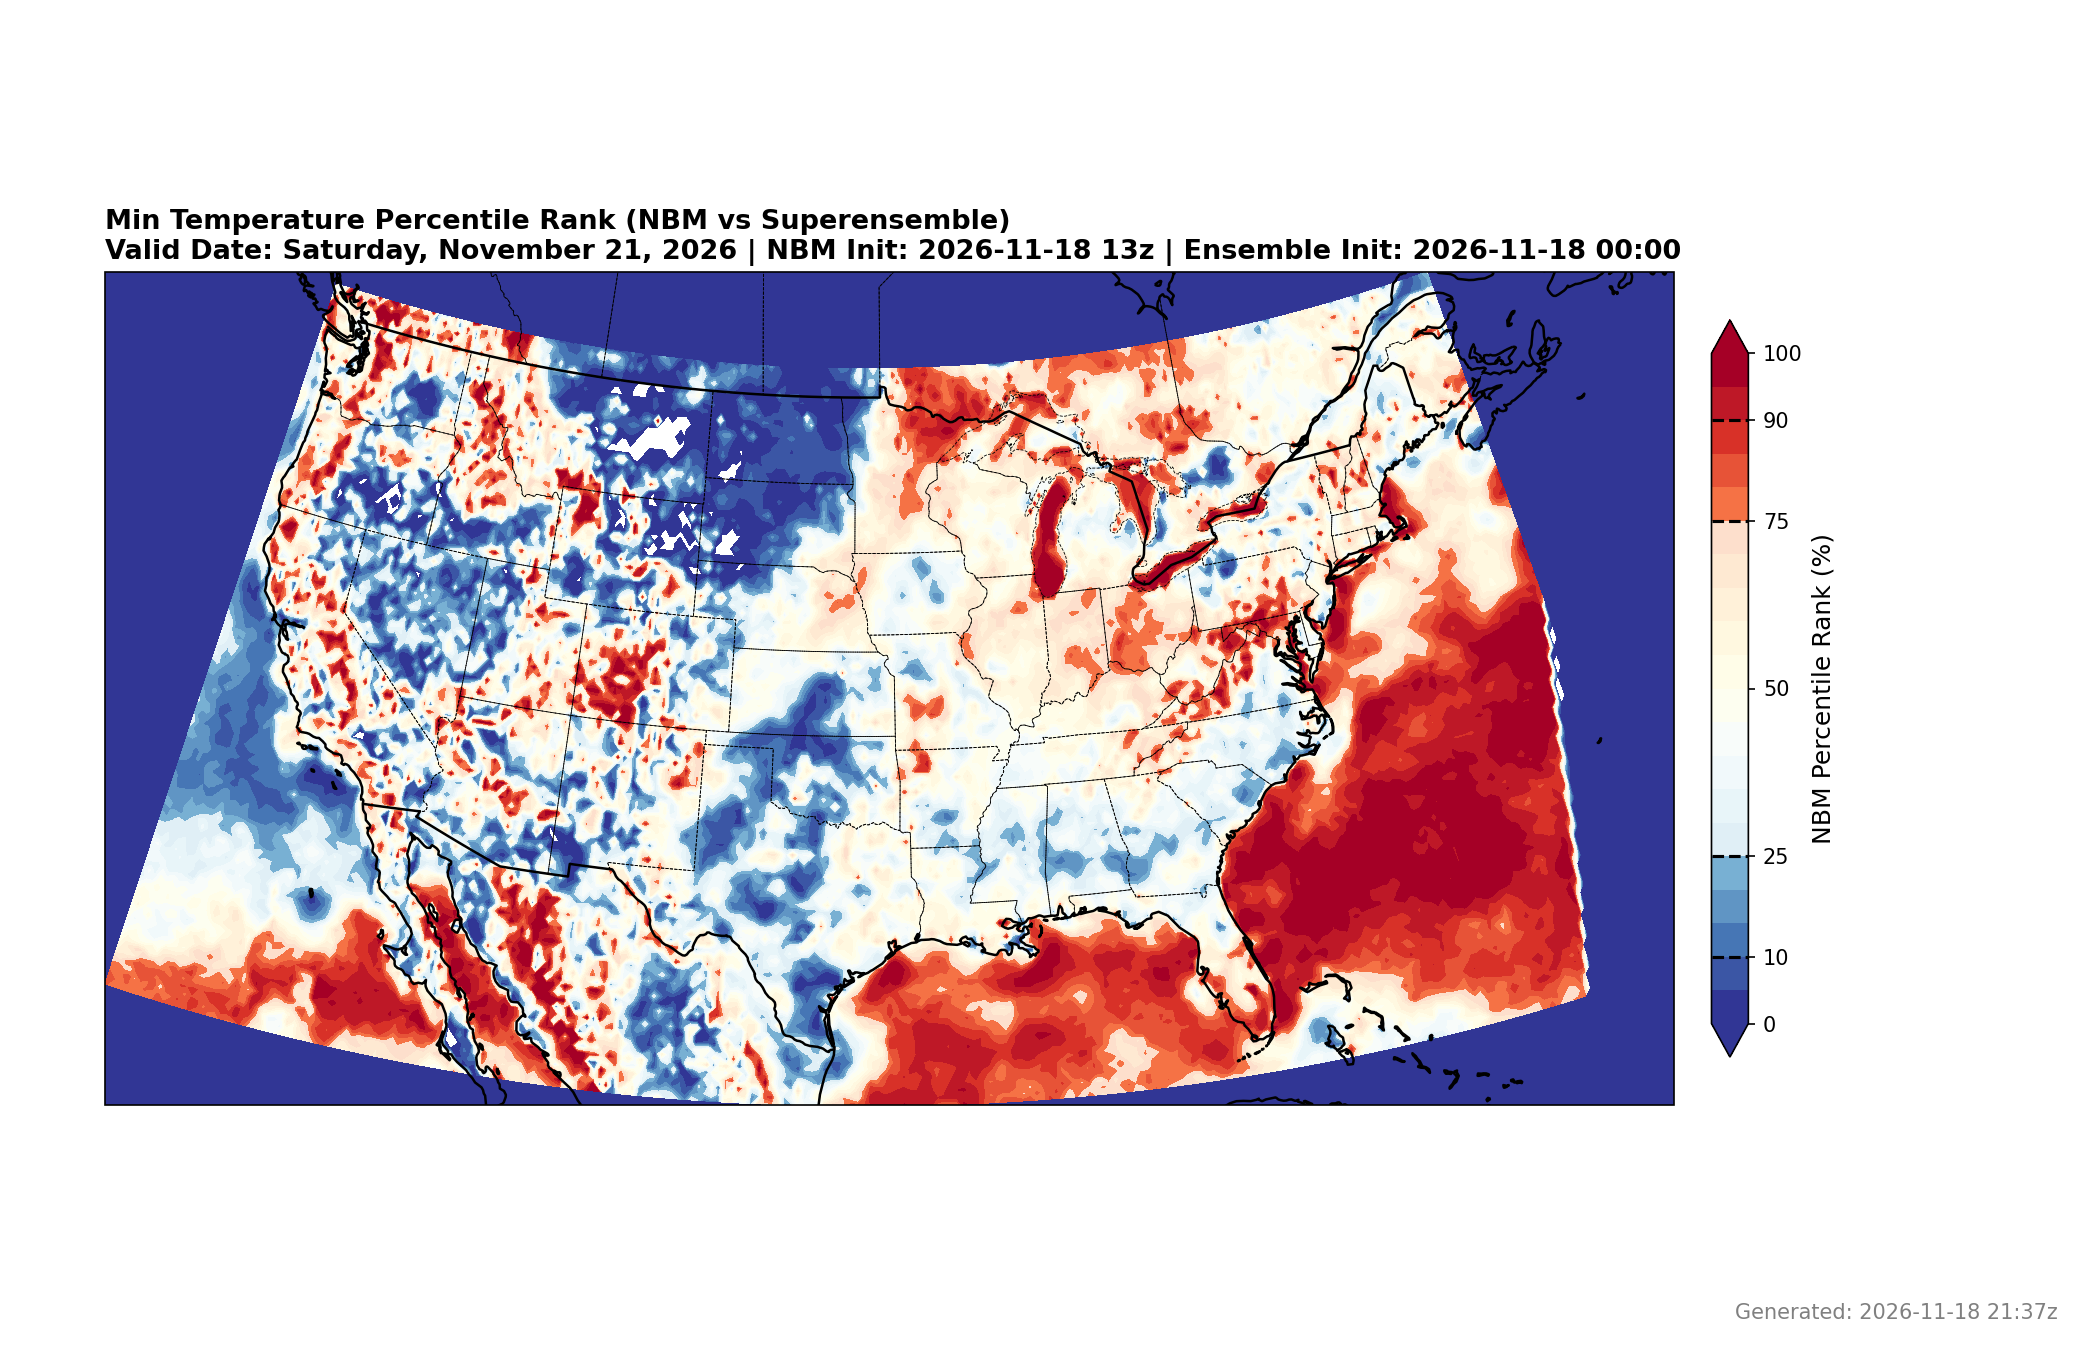 Min Temperature Percentile Rank (NBM vs Superensemble)
Valid Date: Saturday, November 21, 2026 | NBM Init: 2026-11-18 13z | Ensemble Init: 2026-11-18 00:00
100
90
75
50
25
10
0
NBM Percentile Rank (%)
Generated: 2026-11-18 21:37z